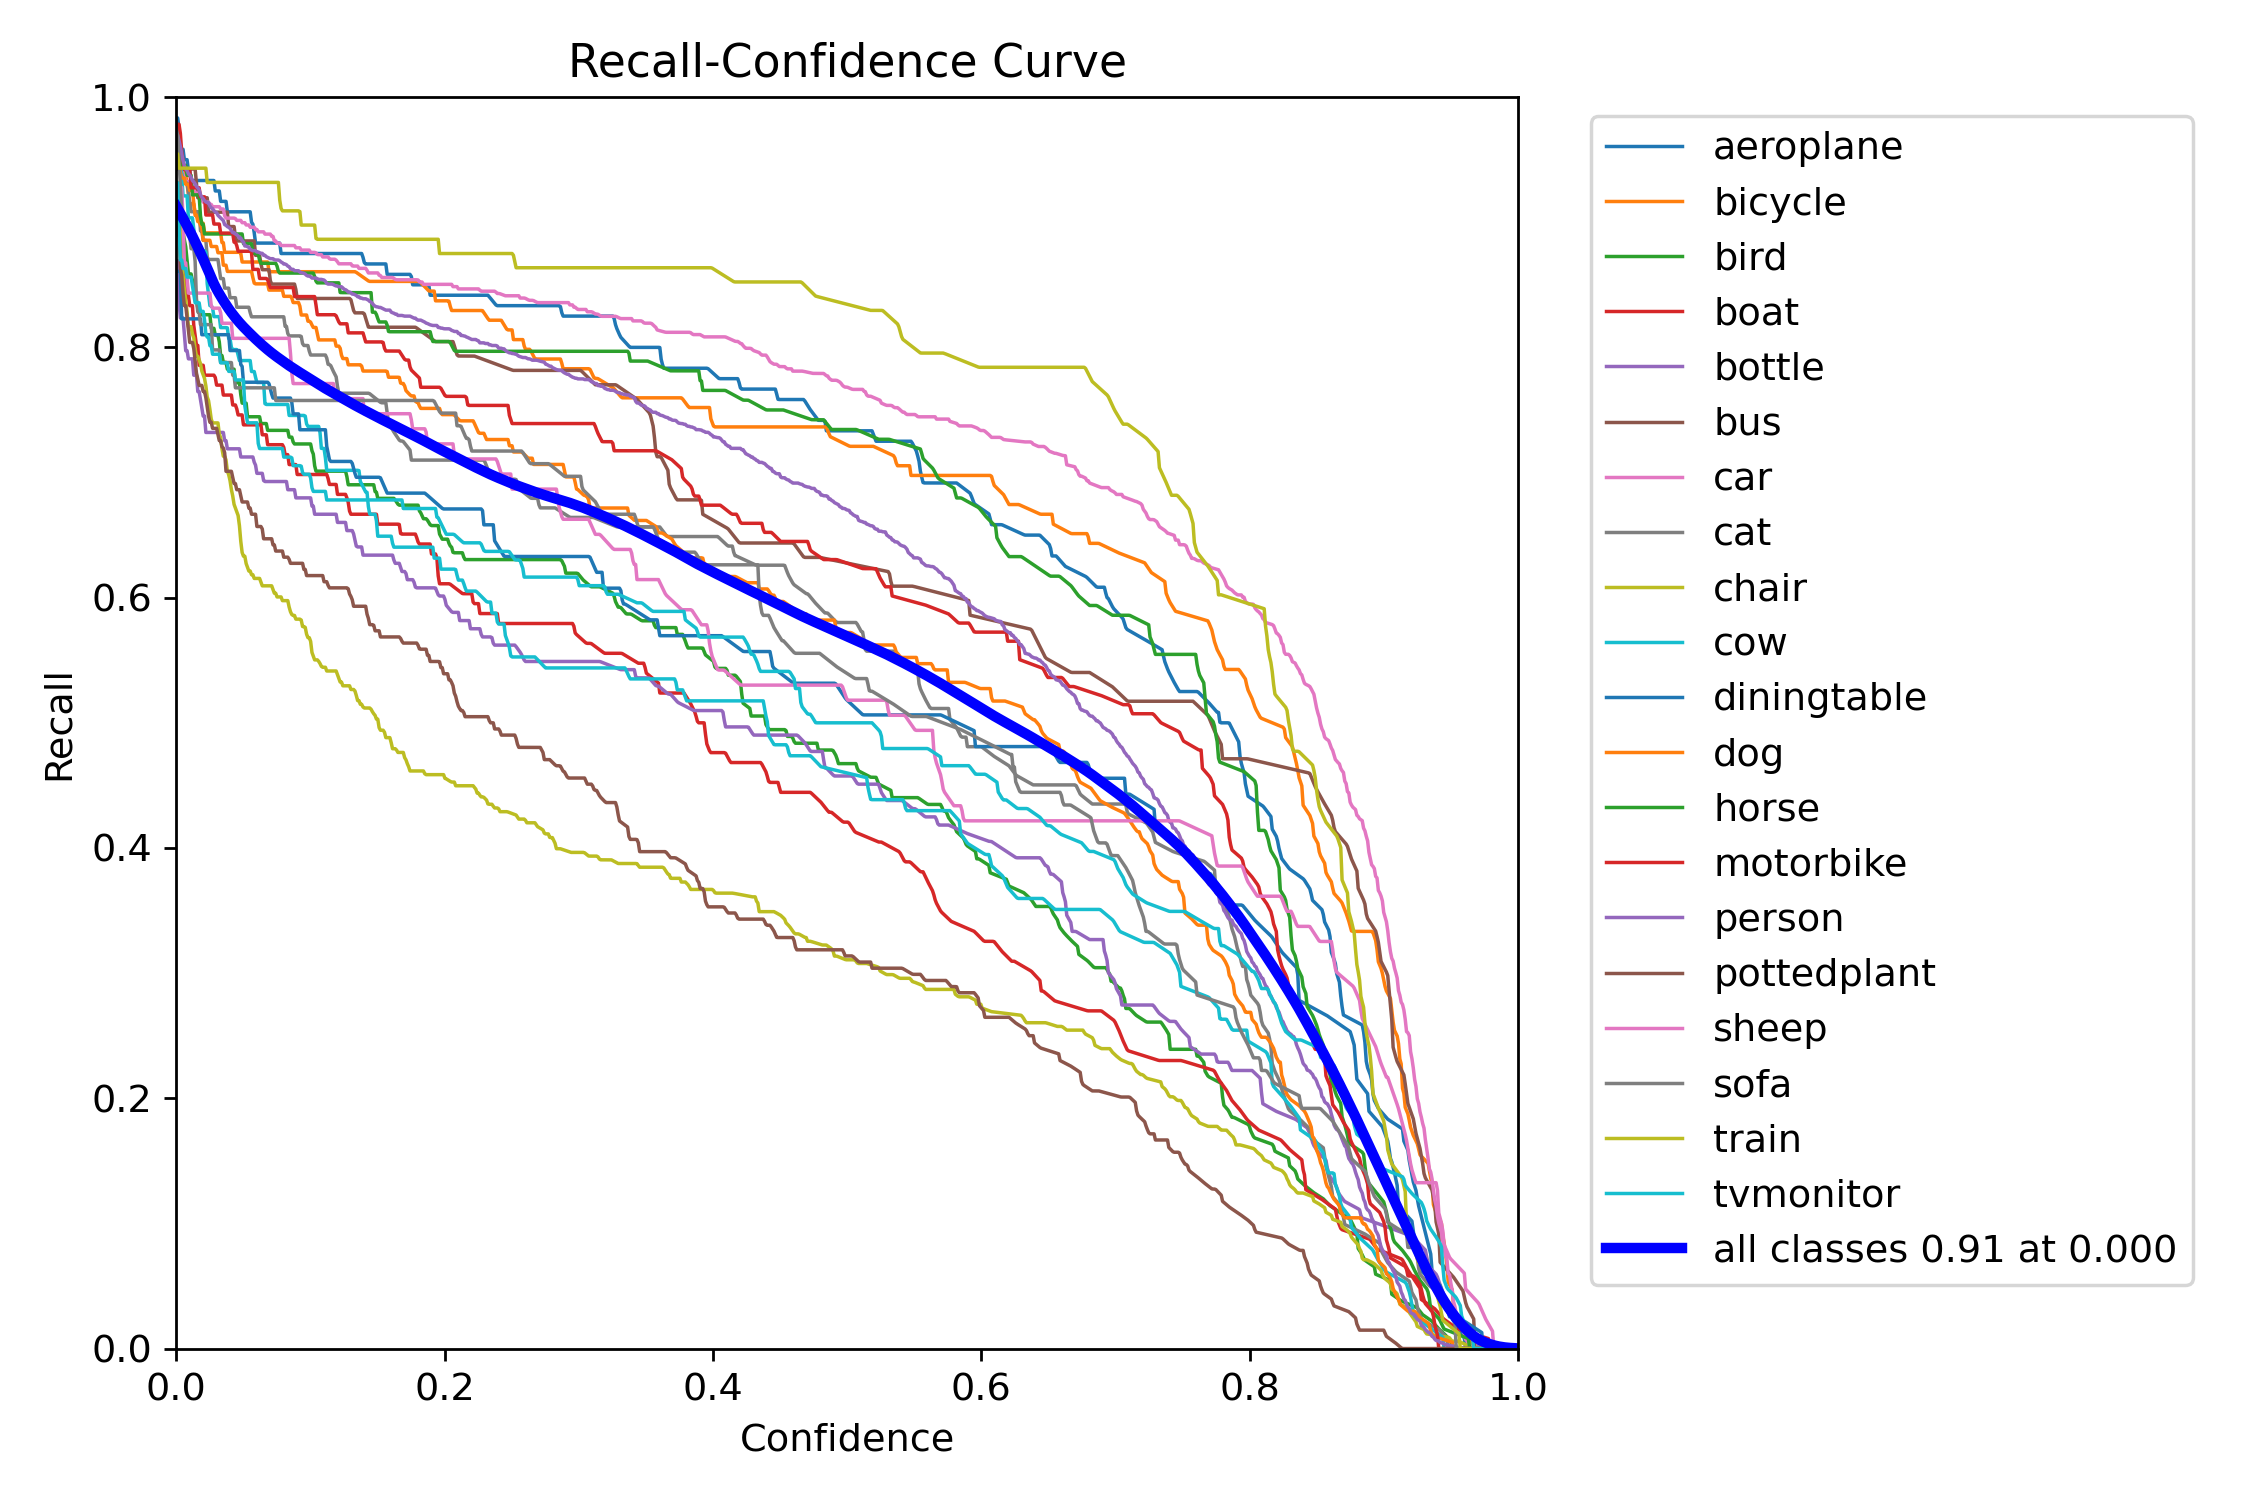 Recall-Confidence Curve
1.0
0.8
0.6
0.4
0.2
0.0
Recall
0.0 0.2 0.4 0.6 0.8 1.0
Confidence
aeroplane
bicycle
bird
boat
bottle
bus
car
cat
chair
cow
diningtable
dog
horse
motorbike
person
pottedplant
sheep
sofa
train
tvmonitor
all classes 0.91 at 0.000